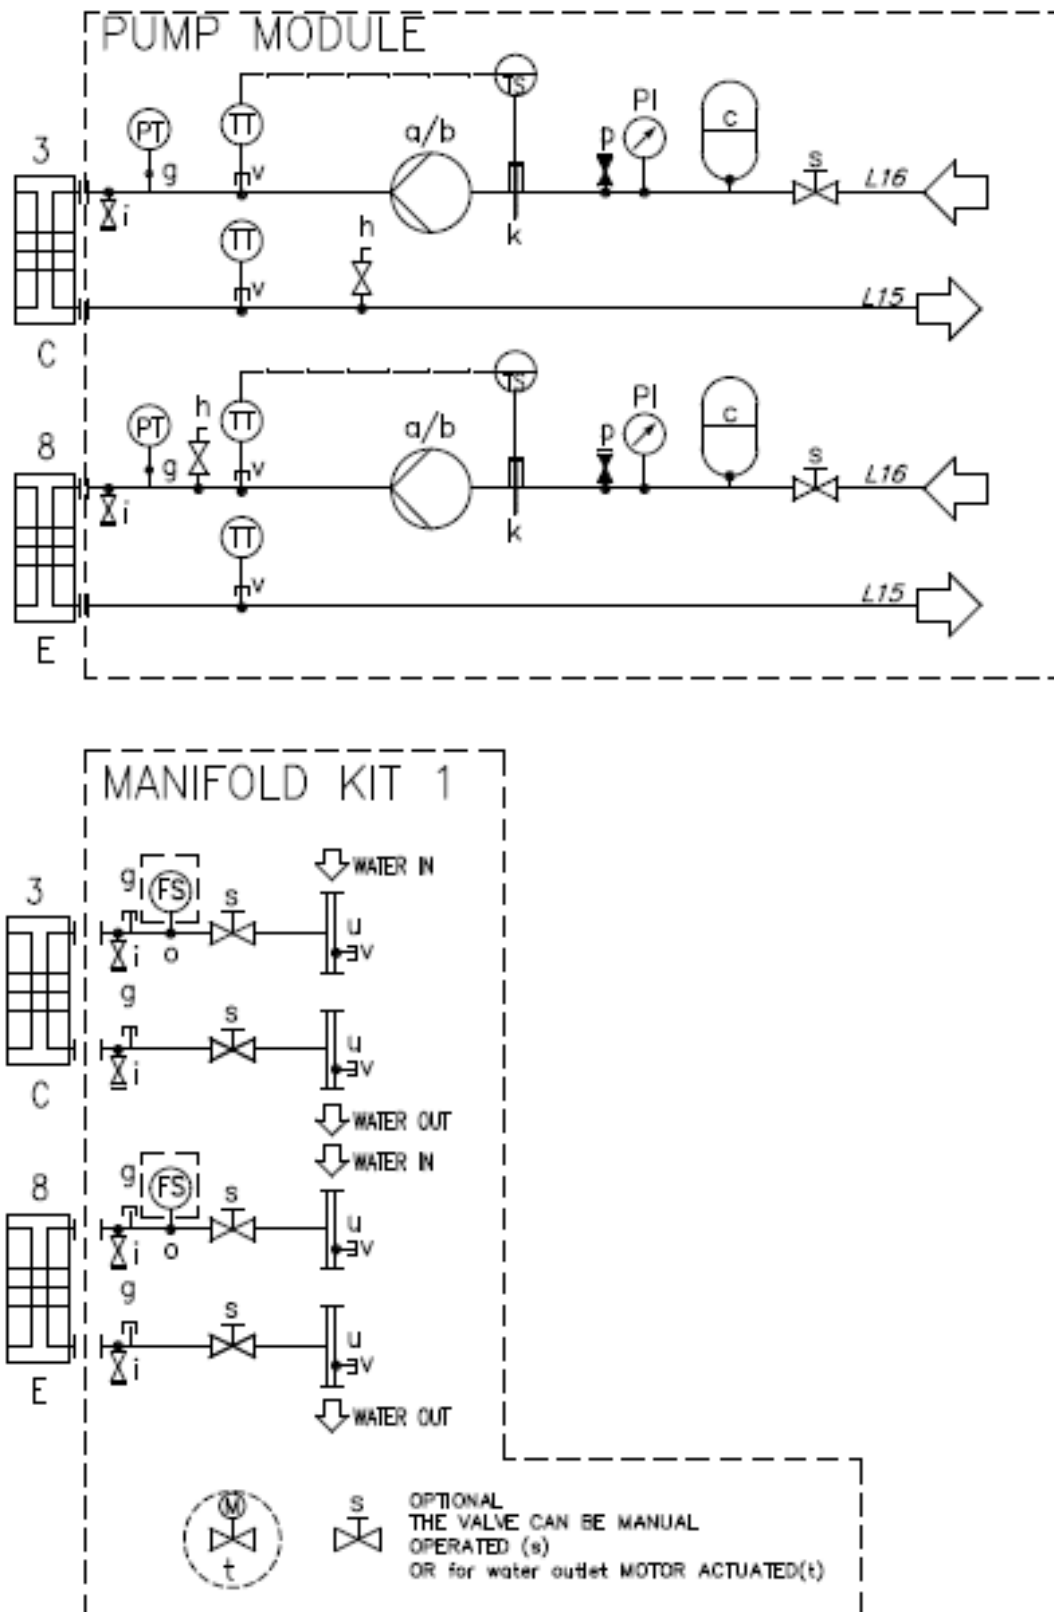 PUMP MODULE
TS
PT TT a/b p PI c s
3 g v L16
i k
TT h
v L15
C
TS
PT h TT a/b p PI c s
8 g v L16
i k
TT
v L15
E
MANIFOLD KIT 1
WATER IN
3 g FS s u
i o v
g s u
i v
C WATER OUT
WATER IN
8 g FS s u
i o v
g s u
i v
E WATER OUT
M s OPTIONAL
THE VALVE CAN BE MANUAL
OPERATED (s)
t OR for water outlet MOTOR ACTUATED(t)